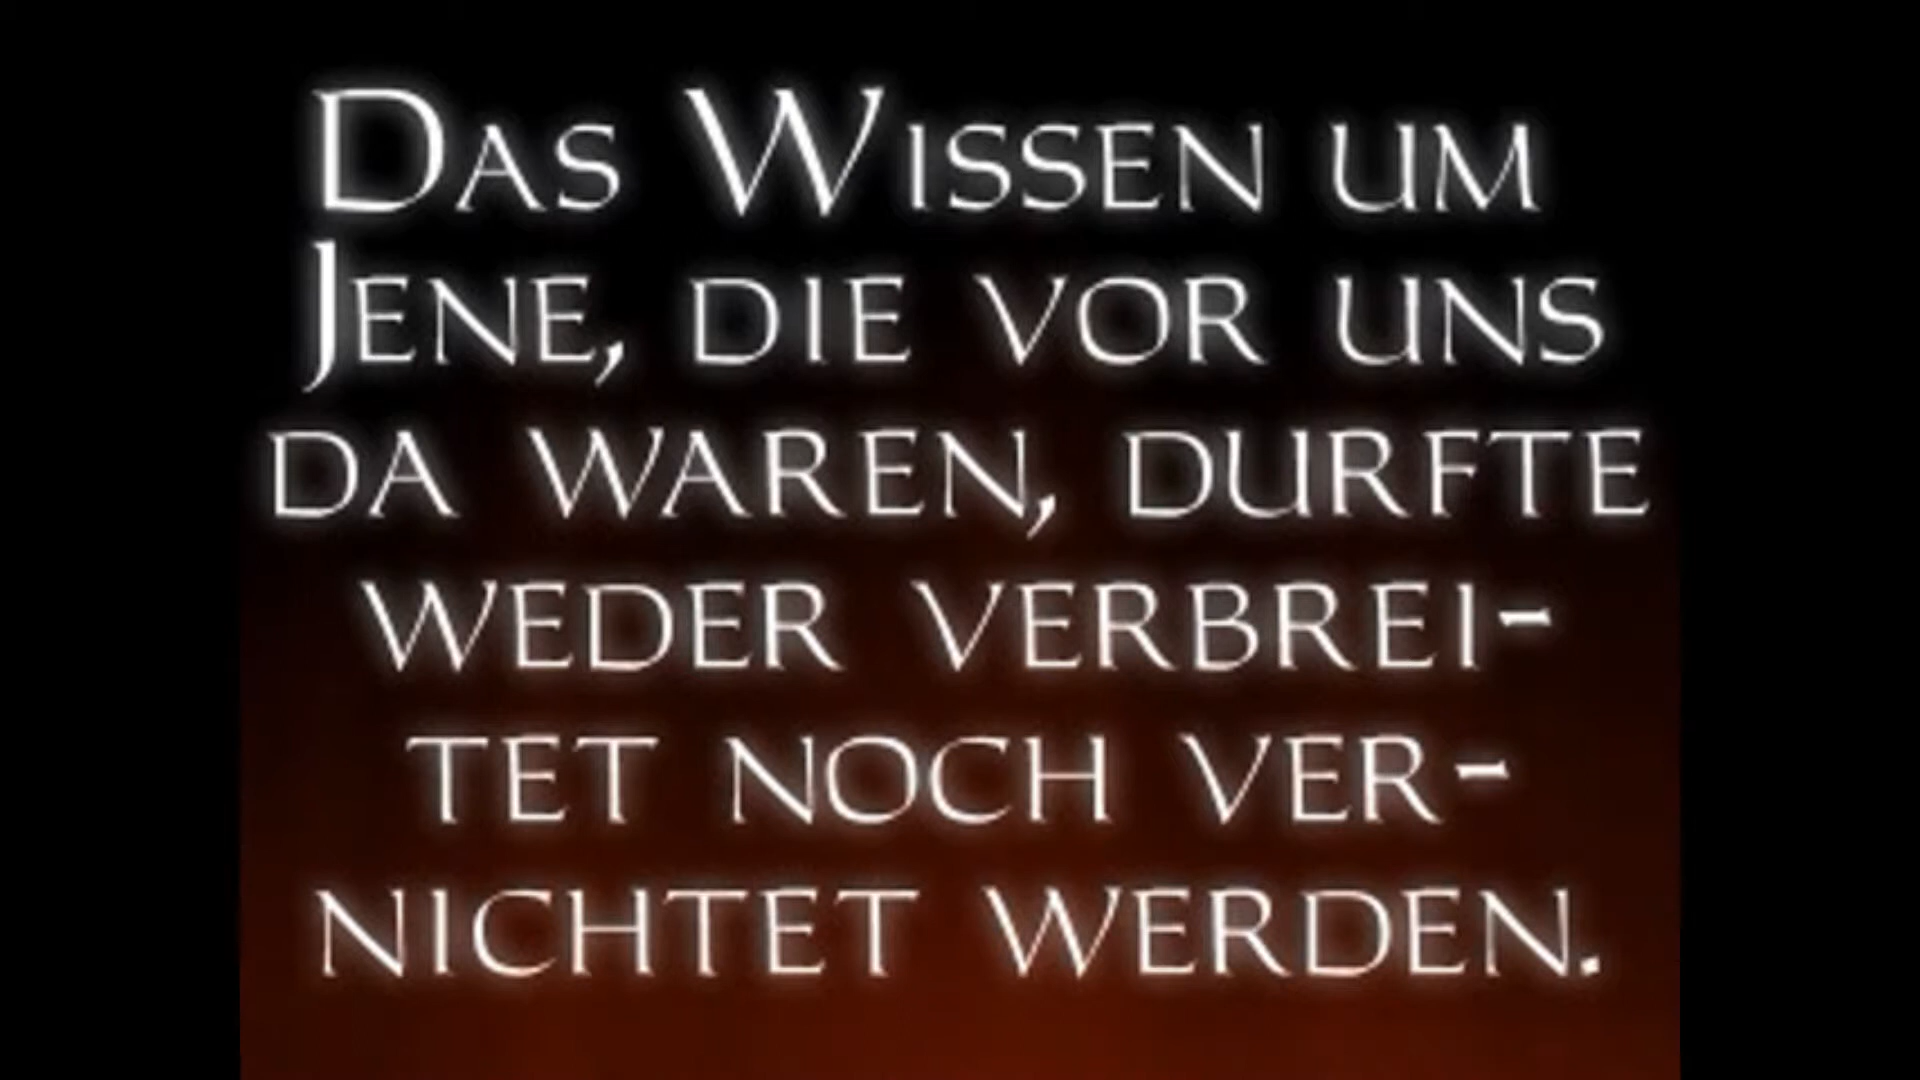 Das Wissen um
Jene, die vor uns
da waren, durfte
weder verbrei-
tet noch ver-
nichtet werden.